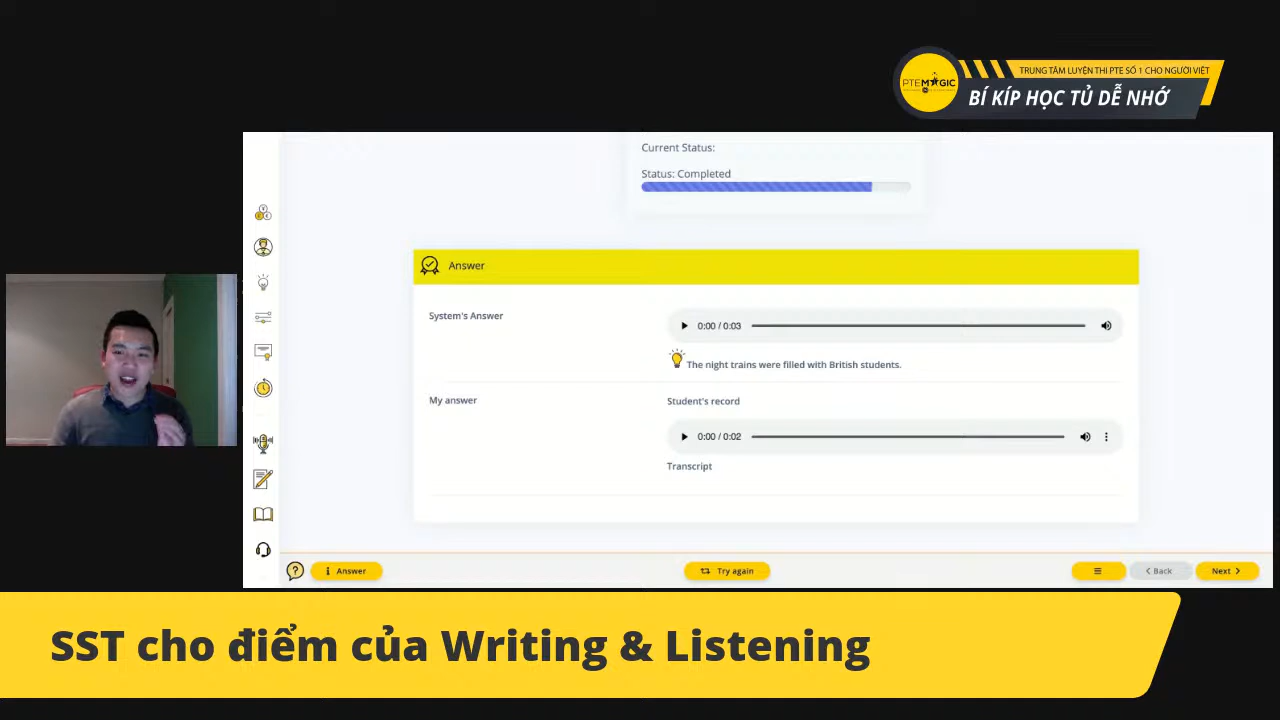 TRUNG TÂM LUYỆN THI PTE SỐ 1 CHO NGƯỜI VIỆT
PTEMAGIC
BÍ KÍP HỌC TỦ DỄ NHỚ
Current Status:
Status: Completed
Answer
System's Answer
0:00 / 0:03
The night trains were filled with British students.
My answer
Student's record
0:00 / 0:02
Transcript
? i Answer
Try again
Back
Next
SST cho điểm của Writing & Listening